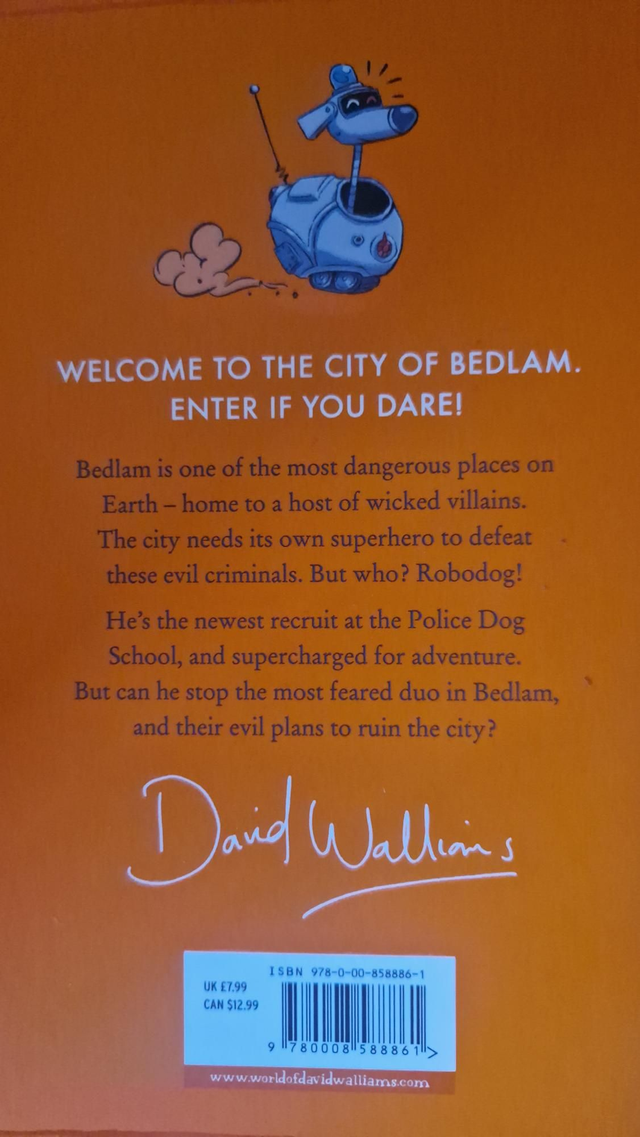 WELCOME TO THE CITY OF BEDLAM.
ENTER IF YOU DARE!
Bedlam is one of the most dangerous places on
Earth – home to a host of wicked villains.
The city needs its own superhero to defeat
these evil criminals. But who? Robodog!
He's the newest recruit at the Police Dog
School, and supercharged for adventure.
But can he stop the most feared duo in Bedlam,
and their evil plans to ruin the city?
David Walliams
ISBN 978-0-00-858886-1
UK £7.99
CAN $12.99
9 780008 588861 >
www.worldofdavidwalliams.com